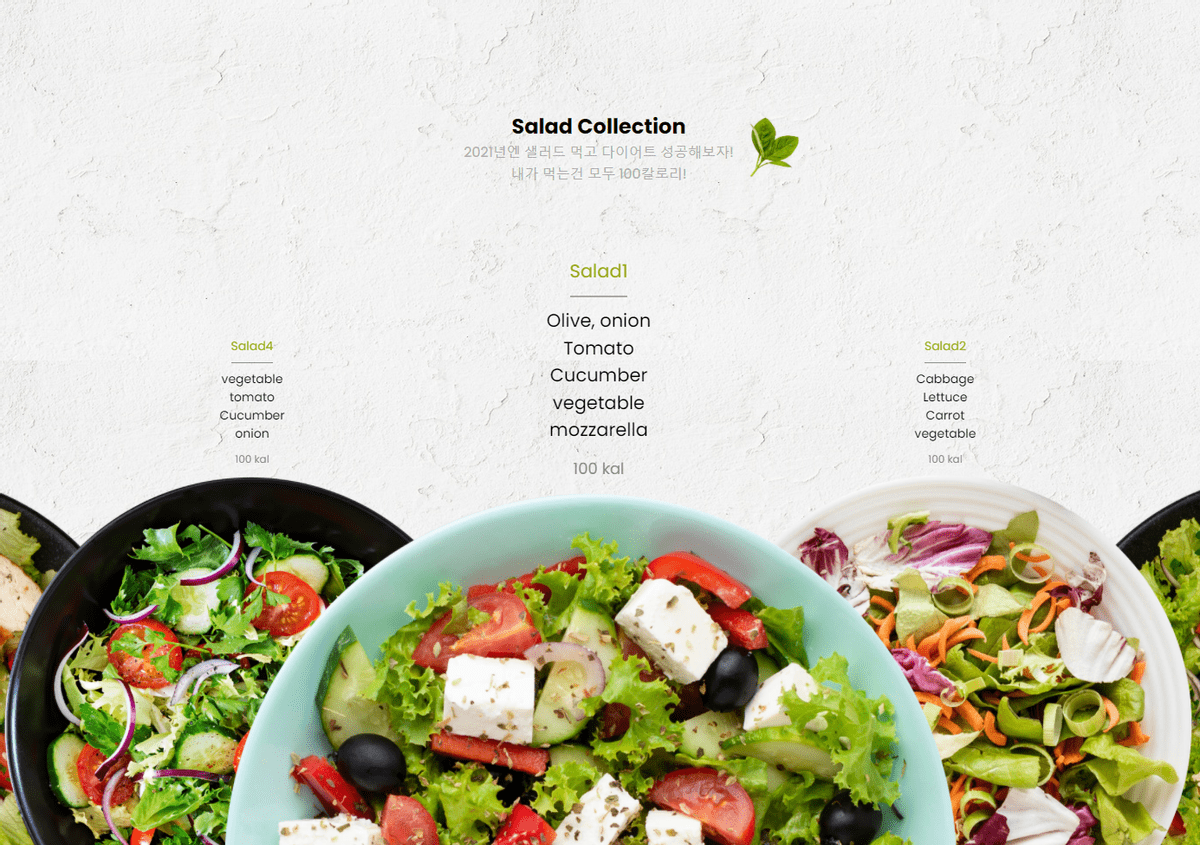 Salad Collection
2021년엔 샐러드 먹고 다이어트 성공해보자!
내가 먹는건 모두 100칼로리!
Salad1
Olive, onion
Tomato
Cucumber
vegetable
mozzarella
100 kal
Salad4
vegetable
tomato
Cucumber
onion
100 kal
Salad2
Cabbage
Lettuce
Carrot
vegetable
100 kal